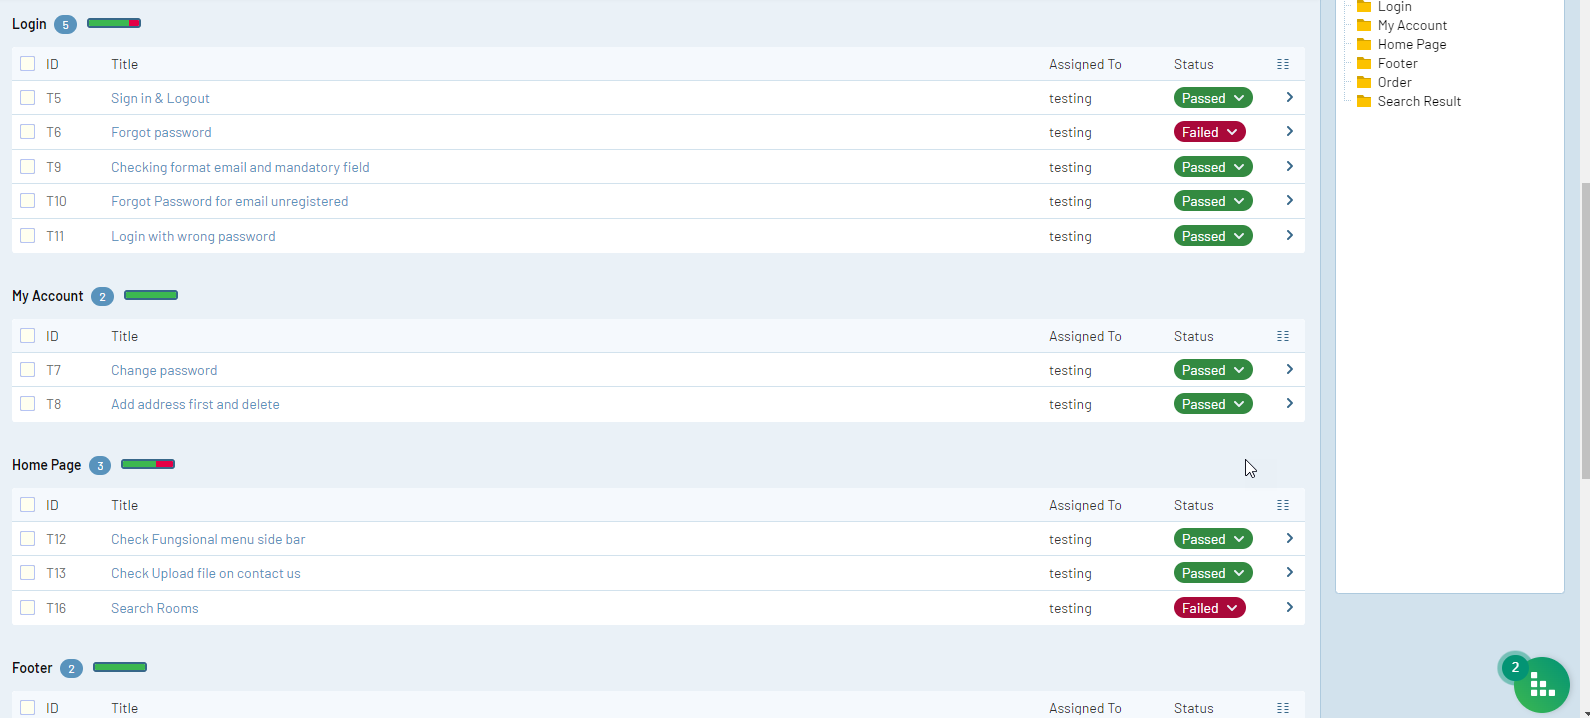 Login 5
ID Title Assigned To Status
T5 Sign in & Logout testing Passed
T6 Forgot password testing Failed
T9 Checking format email and mandatory field testing Passed
T10 Forgot Password for email unregistered testing Passed
T11 Login with wrong password testing Passed
My Account 2
ID Title Assigned To Status
T7 Change password testing Passed
T8 Add address first and delete testing Passed
Home Page 3
ID Title Assigned To Status
T12 Check Fungsional menu side bar testing Passed
T13 Check Upload file on contact us testing Passed
T16 Search Rooms testing Failed
Footer 2
ID Title Assigned To Status
Login
My Account
Home Page
Footer
Order
Search Result
2